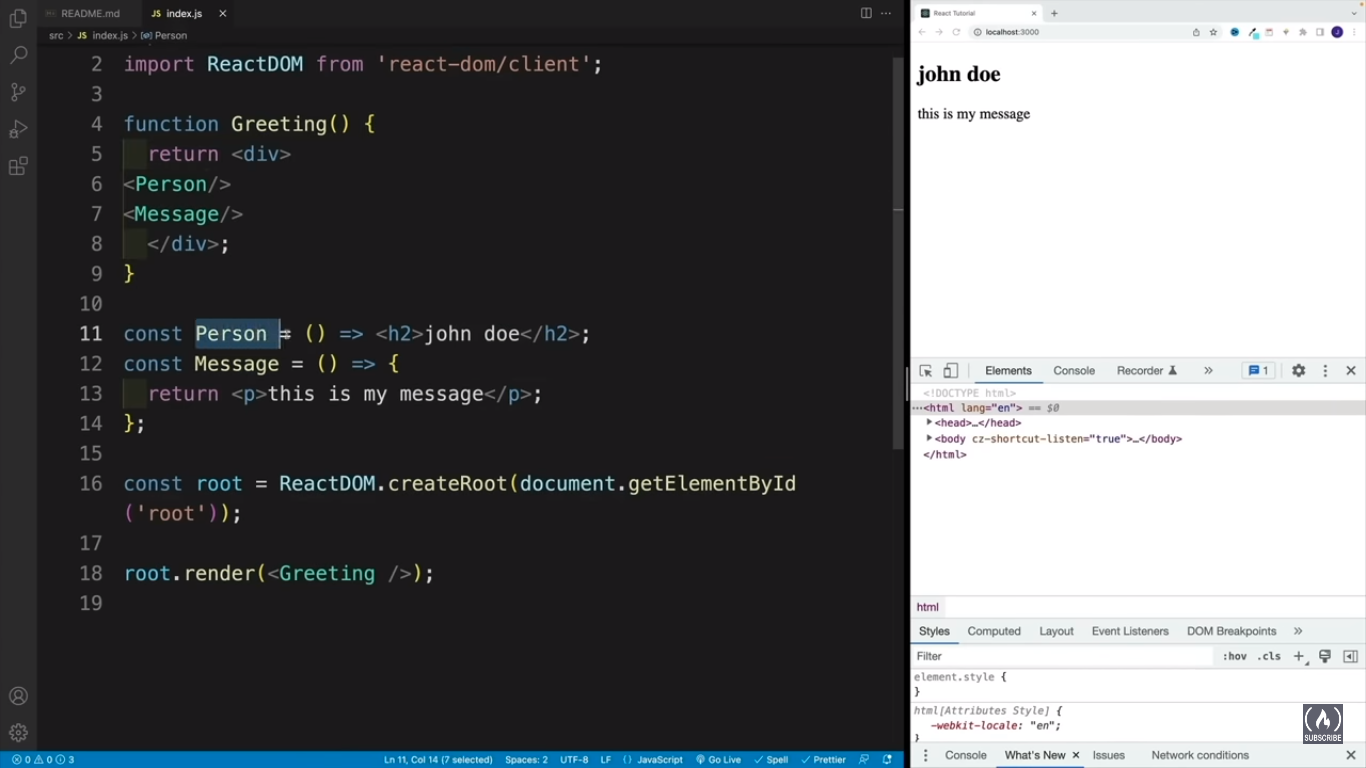 README.md
JS index.js ×
src > JS index.js > Person
2 import ReactDOM from 'react-dom/client';
3
4 function Greeting() {
5 return <div>
6 <Person/>
7 <Message/>
8 </div>;
9 }
10
11 const Person = () => <h2>john doe</h2>;
12 const Message = () => {
13 return <p>this is my message</p>;
14 };
15
16 const root = ReactDOM.createRoot(document.getElementById
('root'));
17
18 root.render(<Greeting />);
19
0 0 3
Ln 11, Col 14 (7 selected)
Spaces: 2
UTF-8
LF
{} JavaScript
Go Live
Spell
Prettier
React Tutorial
localhost:3000
J
john doe
this is my message
Elements
Console
Recorder
»
1
<!DOCTYPE html>
<html lang="en"> == $0
<head>…</head>
<body cz-shortcut-listen="true">…</body>
</html>
html
Styles
Computed
Layout
Event Listeners
DOM Breakpoints
»
Filter
:hov .cls +
element.style {
}
html[Attributes Style] {
-webkit-locale: "en";
}
SUBSCRIBE
Console
What's New ×
Issues
Network conditions